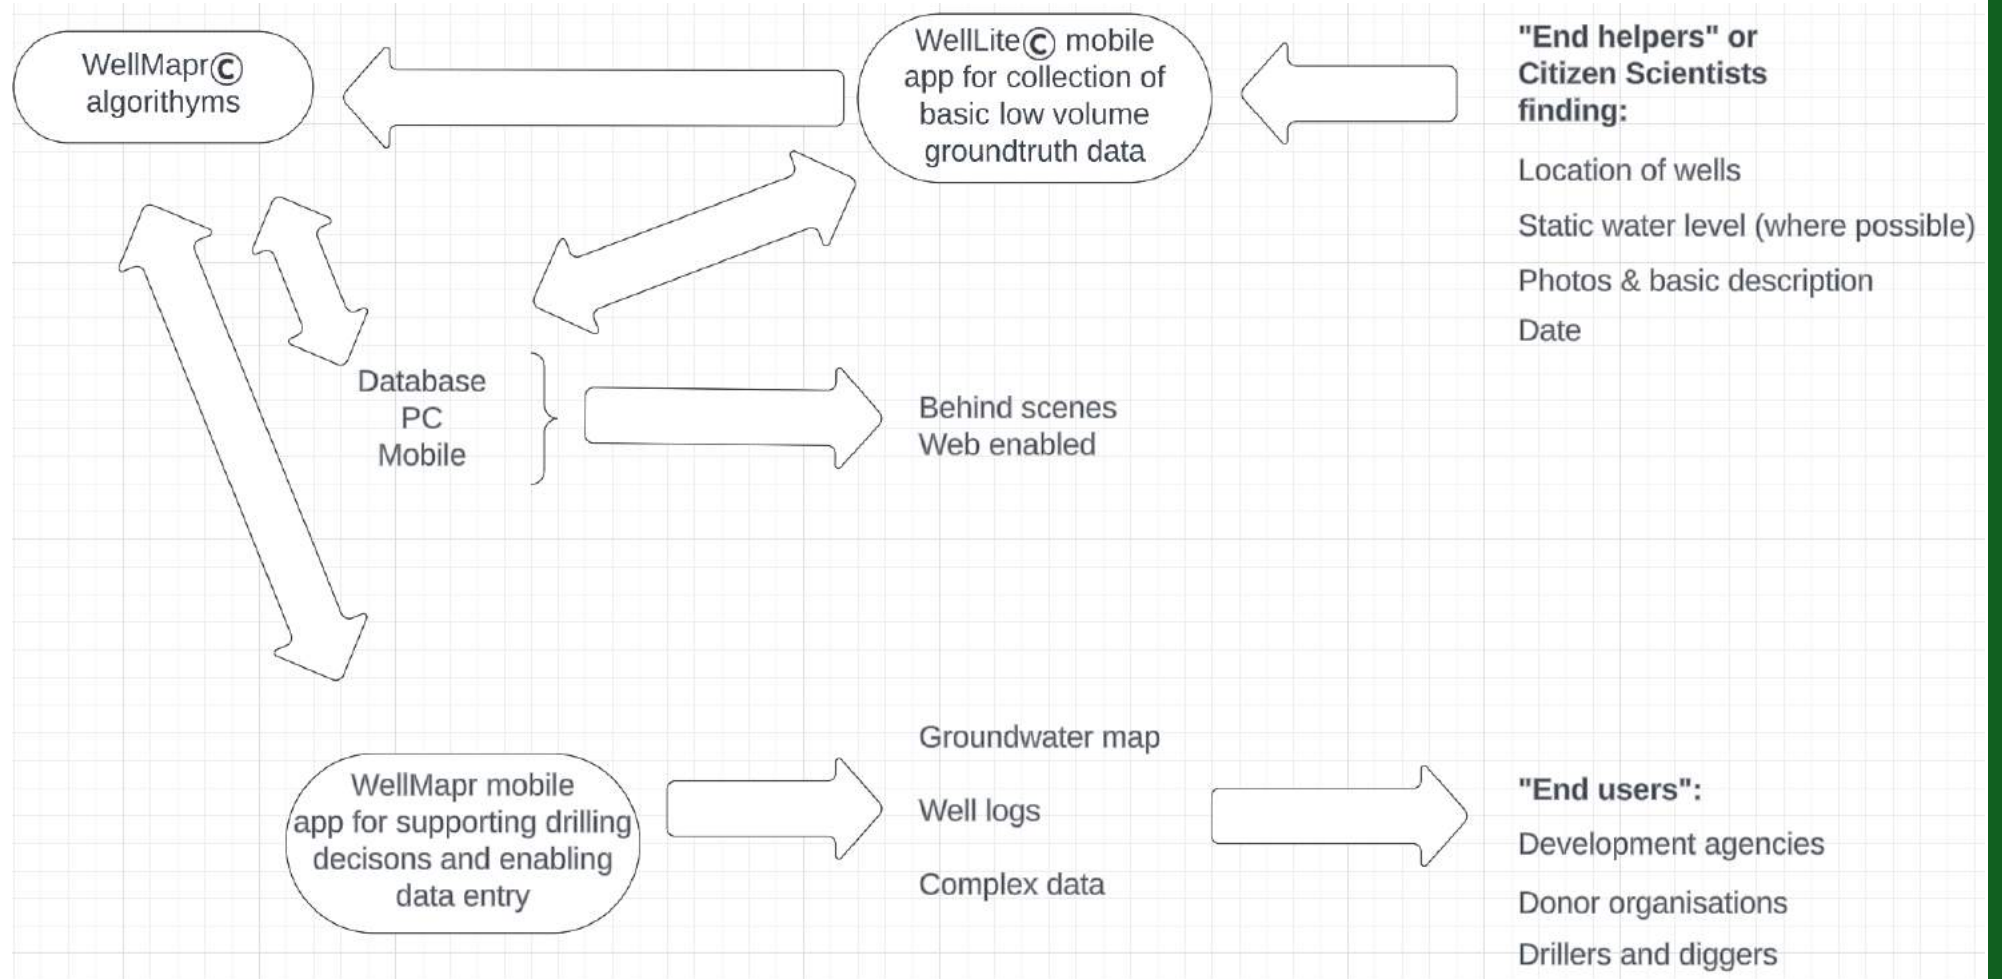 WellMapr©
algorithyms
WellLite© mobile
app for collection of
basic low volume
groundtruth data
"End helpers" or
Citizen Scientists
finding:
Location of wells
Static water level (where possible)
Photos & basic description
Date
Database
PC
Mobile
Behind scenes
Web enabled
WellMapr mobile
app for supporting drilling
decisons and enabling
data entry
Groundwater map
Well logs
Complex data
"End users":
Development agencies
Donor organisations
Drillers and diggers